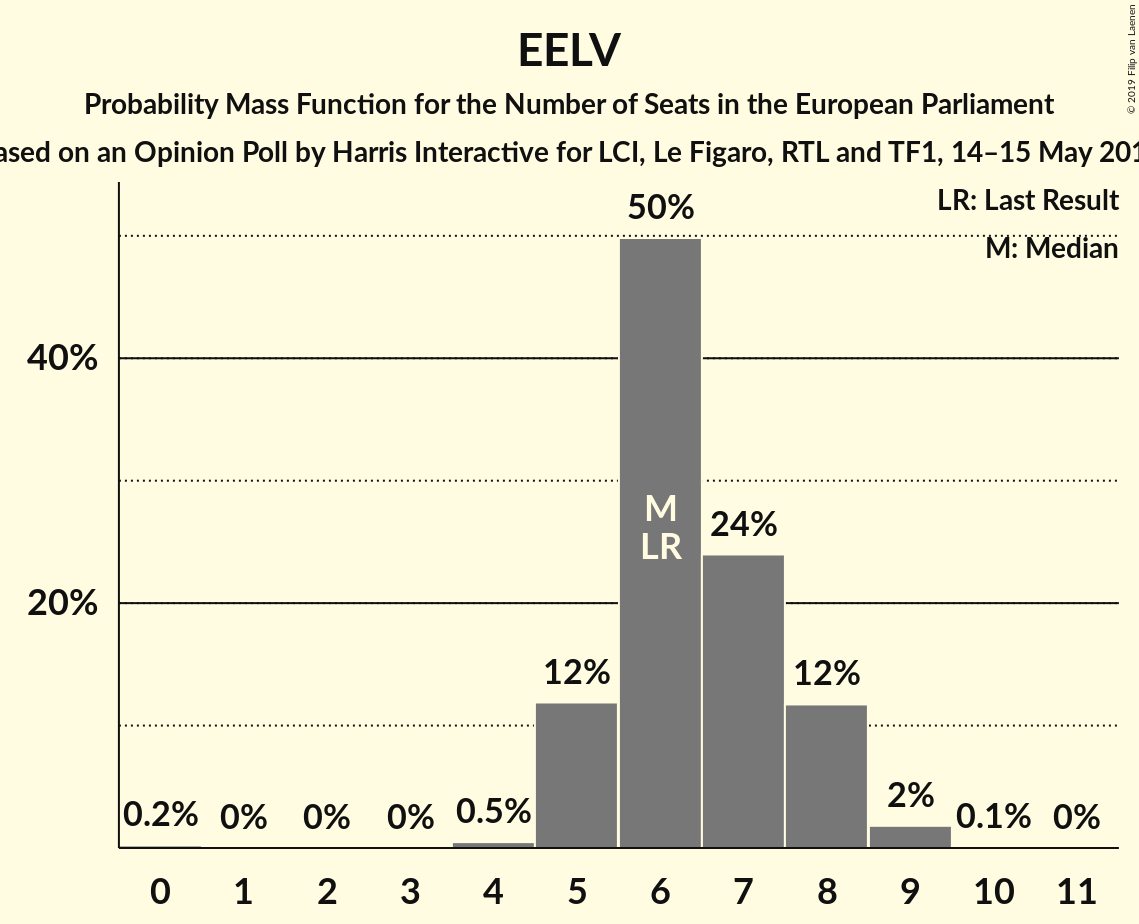 EELV
Probability Mass Function for the Number of Seats in the European Parliament
on an Opinion Poll by Harris Interactive for LCI, Le Figaro, RTL and TF1, 14–15 May
© 2019 Filip van Laenen
LR: Last Result
M: Median
50%
40%
M
LR
24%
20%
12%
12%
2%
0.2% 0% 0% 0% 0.5% 0.1% 0%
0 1 2 3 4 5 6 7 8 9 10 11